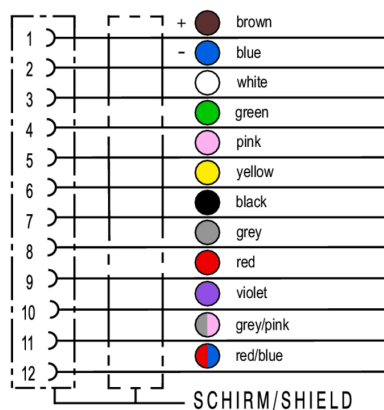 + brown
1
- blue
2
white
3
green
4
pink
5
yellow
6
black
7
grey
8
red
9
violet
10
grey/pink
11
red/blue
12
SCHIRM/SHIELD